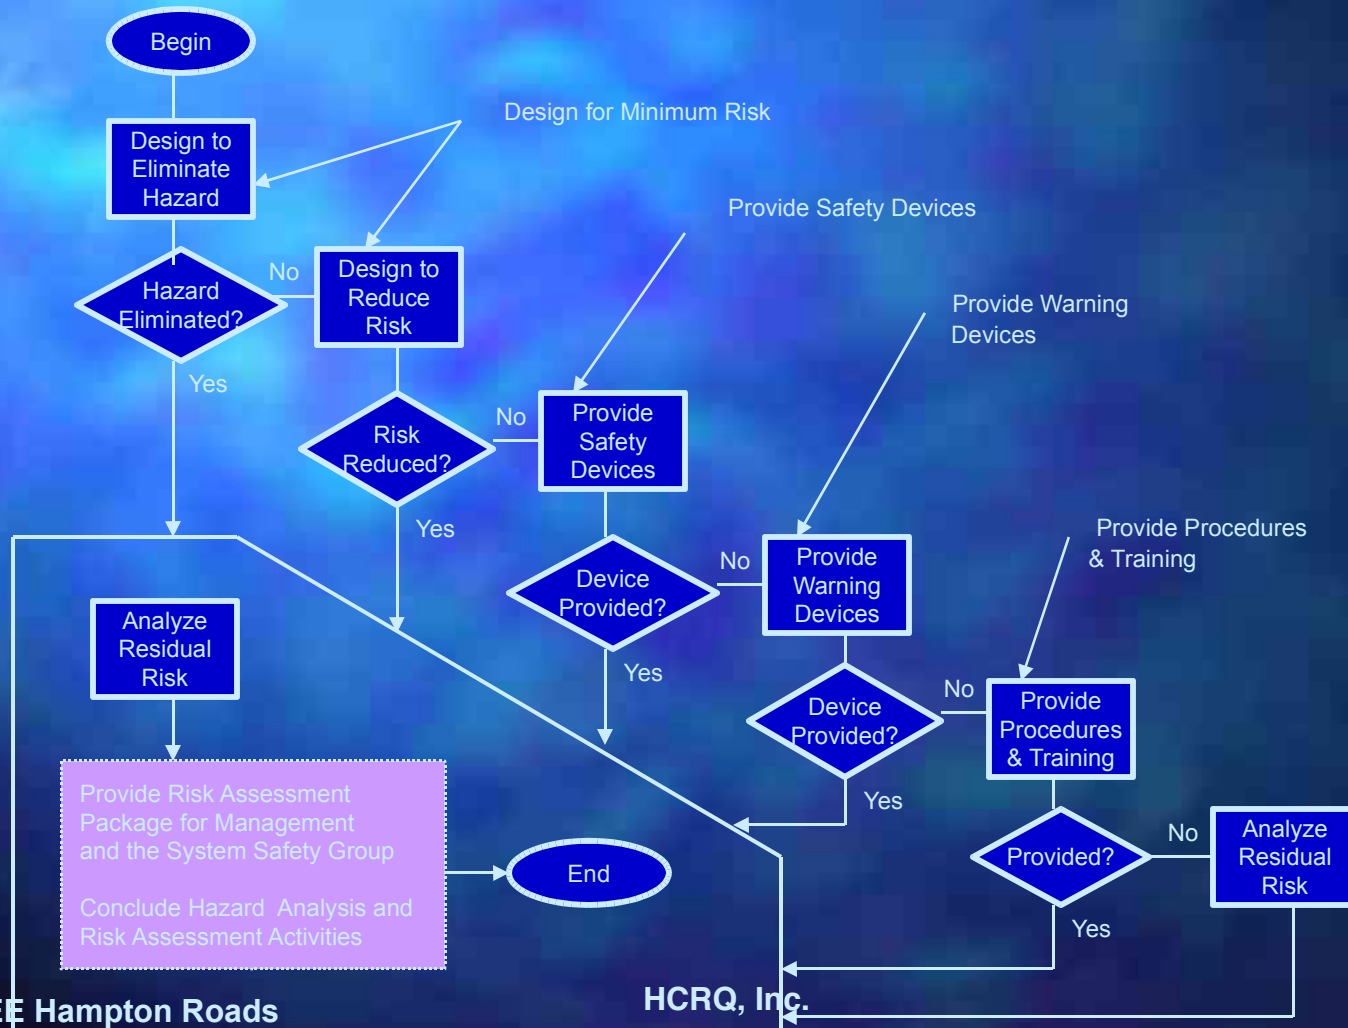 Begin
Design to
Eliminate
Hazard
Design for Minimum Risk
Hazard
Eliminated?
No
Yes
Design to
Reduce
Risk
Provide Safety Devices
Risk
Reduced?
No
Yes
Provide
Safety
Devices
Provide Warning
Devices
Device
Provided?
No
Yes
Provide
Warning
Devices
Provide Procedures
& Training
Device
Provided?
No
Yes
Provide
Procedures
& Training
Provided?
No
Yes
Analyze
Residual
Risk
Analyze
Residual
Risk
Provide Risk Assessment
Package for Management
and the System Safety Group
Conclude Hazard Analysis and
Risk Assessment Activities
End
EE Hampton Roads
HCRQ, Inc.